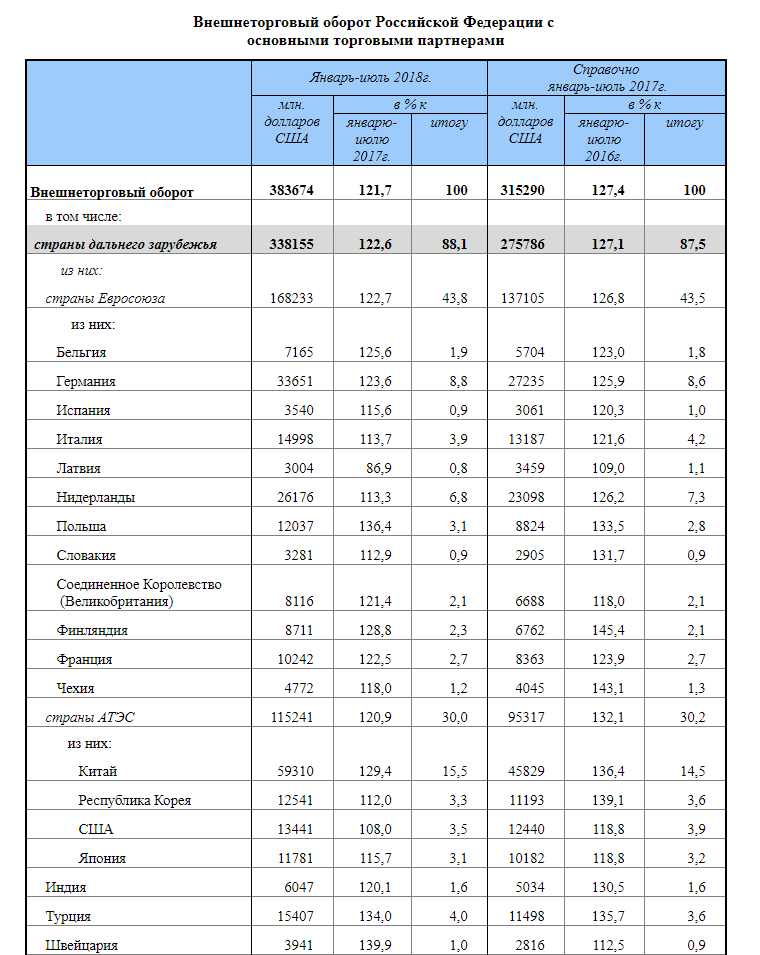 Внешнеторговый оборот Российской Федерации с
основными торговыми партнерами
Январь-июль 2018г. Справочно
январь-июль 2017г.
млн.
долларов
США в % к млн.
долларов
США в % к
январю-
июлю
2017г. итогу январю-
июлю
2016г. итогу
Внешнеторговый оборот 383674 121,7 100 315290 127,4 100
в том числе:
страны дальнего зарубежья 338155 122,6 88,1 275786 127,1 87,5
из них:
страны Евросоюза 168233 122,7 43,8 137105 126,8 43,5
из них:
Бельгия 7165 125,6 1,9 5704 123,0 1,8
Германия 33651 123,6 8,8 27235 125,9 8,6
Испания 3540 115,6 0,9 3061 120,3 1,0
Италия 14998 113,7 3,9 13187 121,6 4,2
Латвия 3004 86,9 0,8 3459 109,0 1,1
Нидерланды 26176 113,3 6,8 23098 126,2 7,3
Польша 12037 136,4 3,1 8824 133,5 2,8
Словакия 3281 112,9 0,9 2905 131,7 0,9
Соединенное Королевство
(Великобритания) 8116 121,4 2,1 6688 118,0 2,1
Финляндия 8711 128,8 2,3 6762 145,4 2,1
Франция 10242 122,5 2,7 8363 123,9 2,7
Чехия 4772 118,0 1,2 4045 143,1 1,3
страны АТЭС 115241 120,9 30,0 95317 132,1 30,2
из них:
Китай 59310 129,4 15,5 45829 136,4 14,5
Республика Корея 12541 112,0 3,3 11193 139,1 3,6
США 13441 108,0 3,5 12440 118,8 3,9
Япония 11781 115,7 3,1 10182 118,8 3,2
Индия 6047 120,1 1,6 5034 130,5 1,6
Турция 15407 134,0 4,0 11498 135,7 3,6
Швейцария 3941 139,9 1,0 2816 112,5 0,9